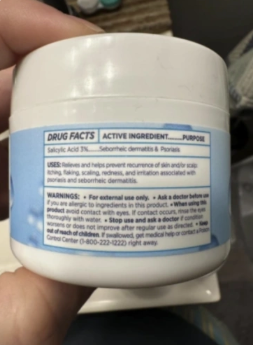 DRUG FACTS ACTIVE INGREDIENT........PURPOSE
Salicylic Acid 3%.....Seborrheic dermatitis & Psoriasis
USES: Relieves and helps prevent recurrence of skin and/or scalp:
itching, flaking, scaling, redness, and irritation associated with
psoriasis and seborrheic dermatitis.
WARNINGS: • For external use only. • Ask a doctor before use
if you are allergic to ingredients in this product. • When using this
product avoid contact with eyes. If contact occurs, rinse the eyes
thoroughly with water. • Stop use and ask a doctor if condition
worsens or does not improve after regular use as directed. • Keep
out of reach of children. If swallowed, get medical help or contact a Poison
Control Center (1-800-222-1222) right away.